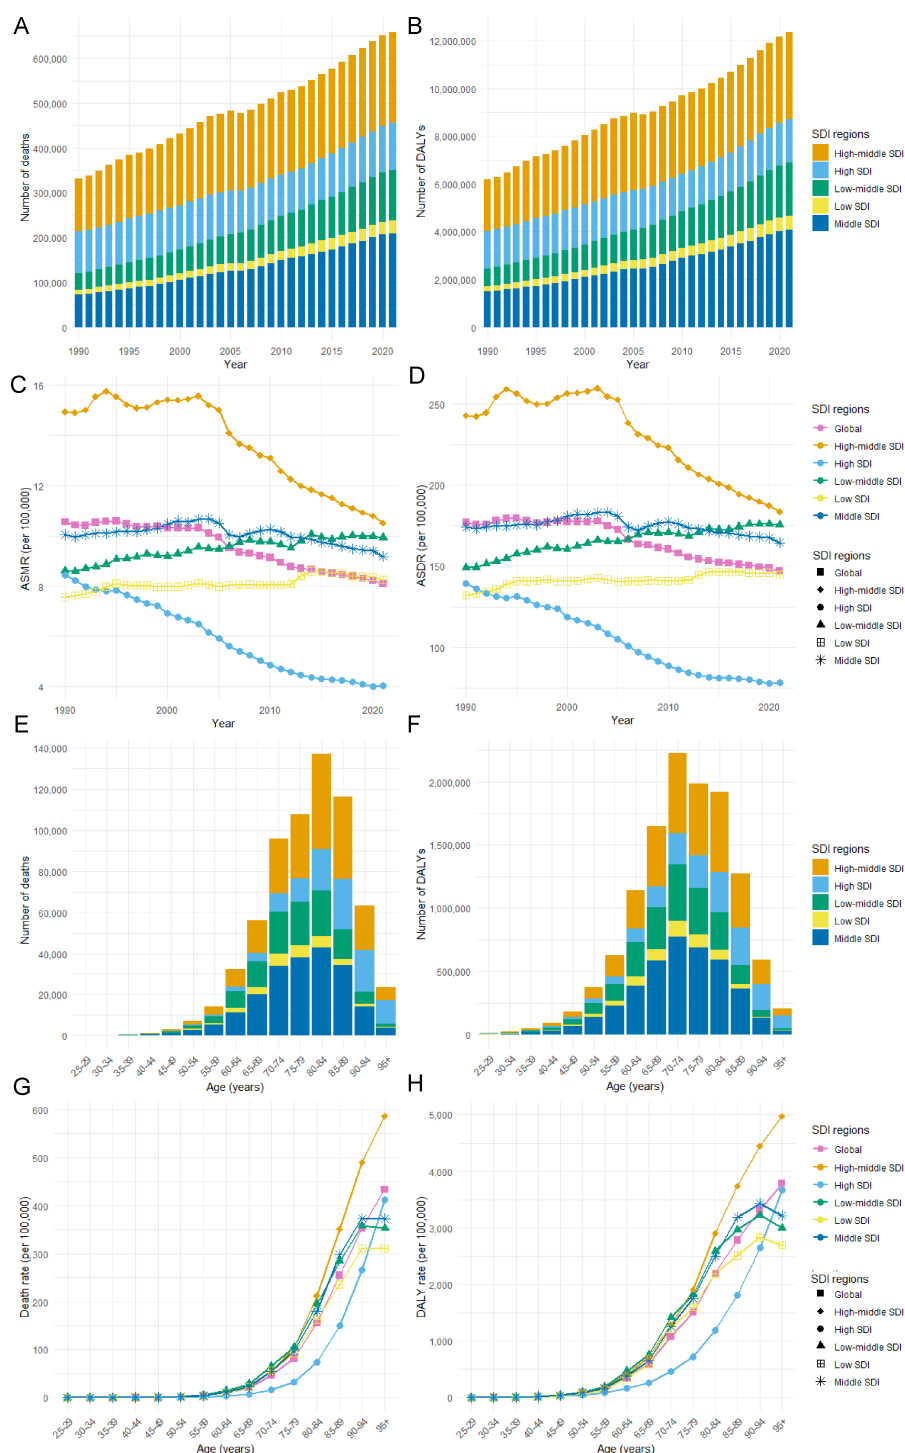 A
B
600,000
500,000
400,000
300,000
200,000
100,000
0
Number of deaths
1990
1995
2000
2005
2010
2015
2020
Year
12,000,000
10,000,000
8,000,000
6,000,000
4,000,000
2,000,000
0
Number of DALYs
1990
1995
2000
2005
2010
2015
2020
Year
SDI regions
High-middle SDI
High SDI
Low-middle SDI
Low SDI
Middle SDI
C
D
16
12
8
4
ASMR (per 100,000)
1990
2000
2010
2020
Year
250
200
150
100
ASDR (per 100,000)
1990
2000
2010
2020
Year
SDI regions
Global
High-middle SDI
High SDI
Low-middle SDI
Low SDI
Middle SDI
SDI regions
Global
High-middle SDI
High SDI
Low-middle SDI
Low SDI
Middle SDI
E
F
140,000
120,000
100,000
80,000
60,000
40,000
20,000
0
Number of deaths
25-29
30-34
35-39
40-44
45-49
50-54
55-59
60-64
65-69
70-74
75-79
80-84
85-89
90-94
95+
Age (years)
2,000,000
1,500,000
1,000,000
500,000
0
Number of DALYs
25-29
30-34
35-39
40-44
45-49
50-54
55-59
60-64
65-69
70-74
75-79
80-84
85-89
90-94
95+
Age (years)
SDI regions
High-middle SDI
High SDI
Low-middle SDI
Low SDI
Middle SDI
G
H
600
500
400
300
200
100
0
Death rate (per 100,000)
25-29
30-34
35-39
40-44
45-49
50-54
55-59
60-64
65-69
70-74
75-79
80-84
85-89
90-94
95+
Age (years)
5,000
4,000
3,000
2,000
1,000
0
DALY rate (per 100,000)
25-29
30-34
35-39
40-44
45-49
50-54
55-59
60-64
65-69
70-74
75-79
80-84
85-89
90-94
95+
Age (years)
SDI regions
Global
High-middle SDI
High SDI
Low-middle SDI
Low SDI
Middle SDI
SDI regions
Global
High-middle SDI
High SDI
Low-middle SDI
Low SDI
Middle SDI